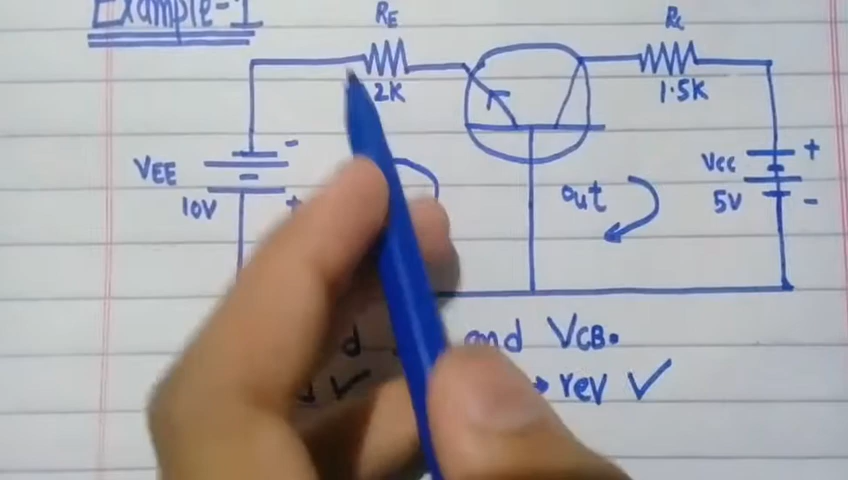 Example-1
RE
RC
2K
1.5K
-
+
VEE
VCC
10V
5V
+
-
out
d and VCB.
→ rev ✓